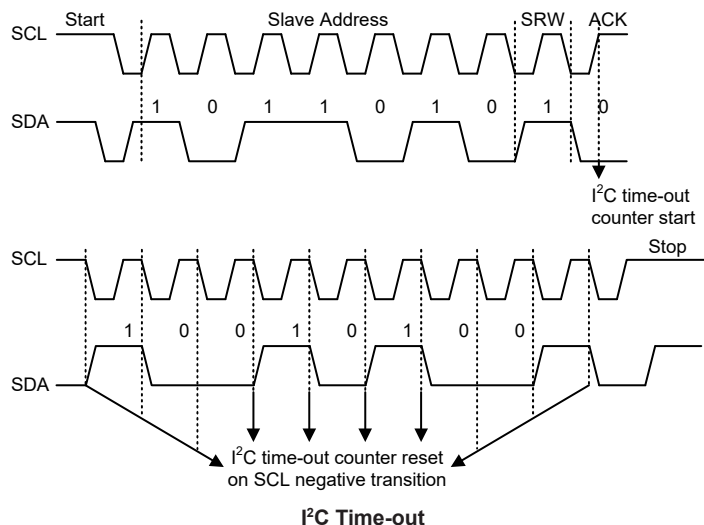 Start Slave Address SRW ACK
SCL
1 0 1 1 0 1 0 1 0
SDA
I²C time-out
counter start
Stop
SCL
1 0 0 1 0 1 0 0
SDA
I²C time-out counter reset
on SCL negative transition
I²C Time-out